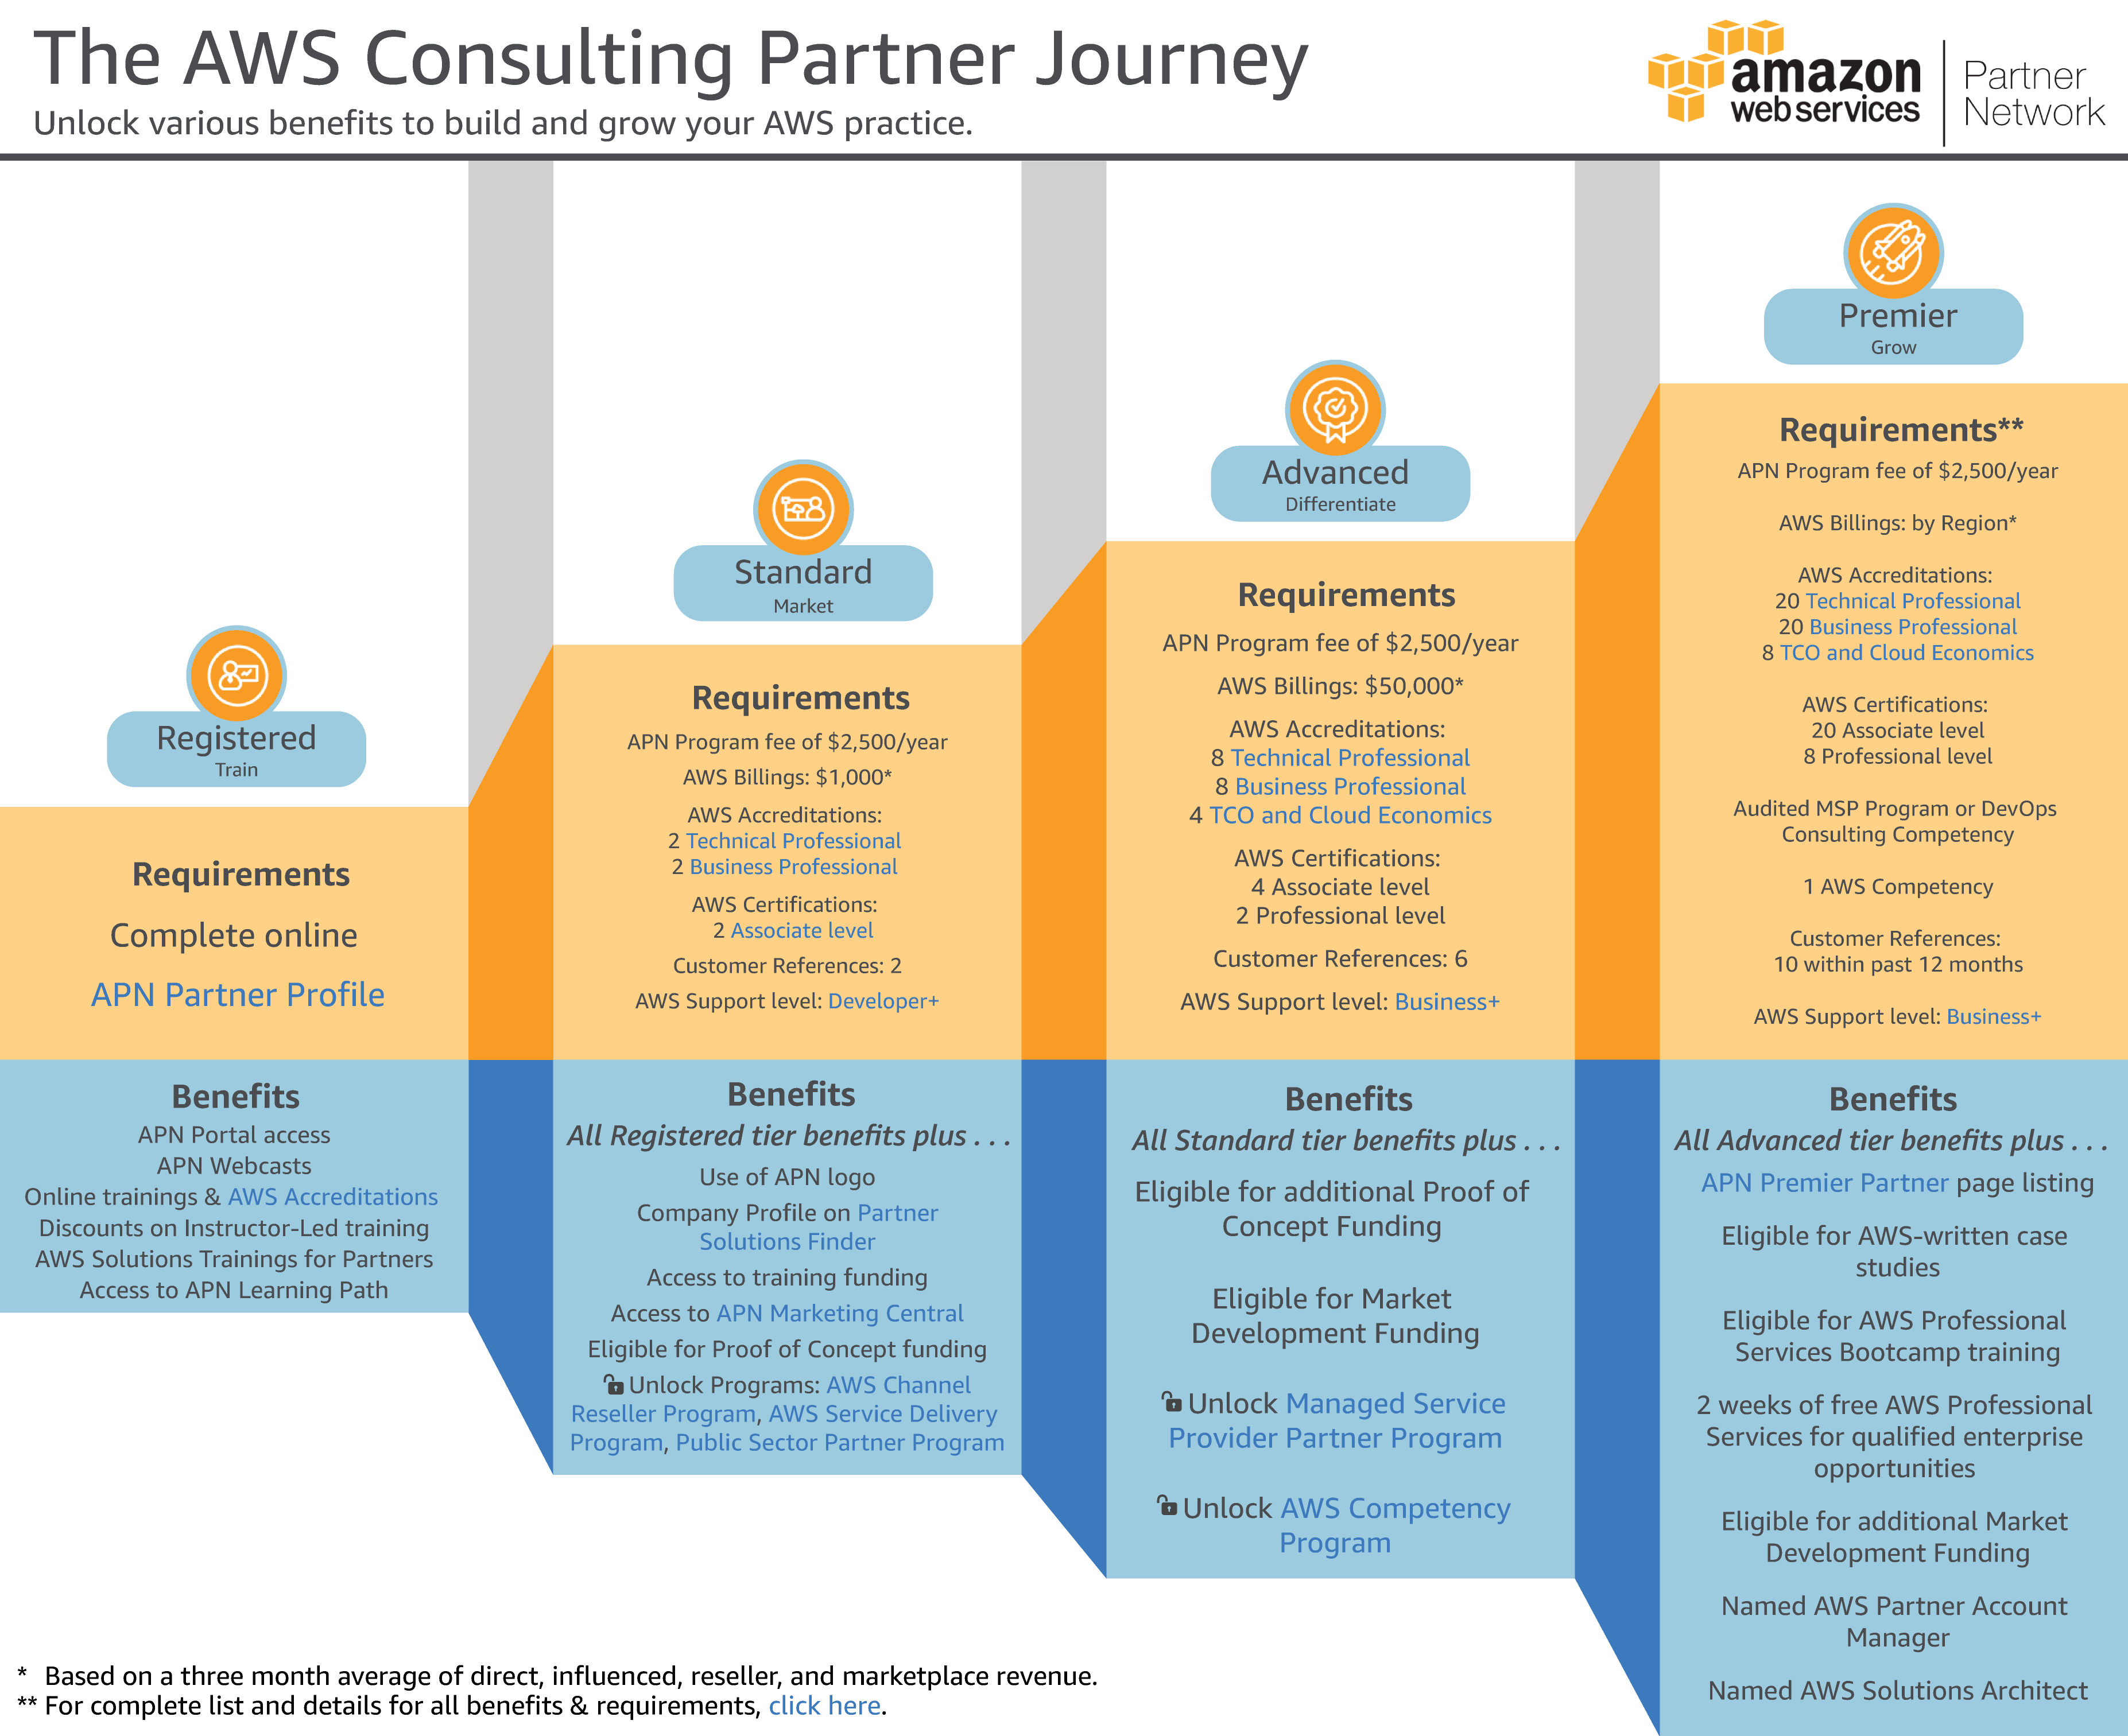 The AWS Consulting Partner Journey
Unlock various benefits to build and grow your AWS practice.
amazon
web services
Partner
Network
Registered
Train
Requirements
Complete online
APN Partner Profile
Benefits
APN Portal access
APN Webcasts
Online trainings & AWS Accreditations
Discounts on Instructor-Led training
AWS Solutions Trainings for Partners
Access to APN Learning Path
Standard
Market
Requirements
APN Program fee of $2,500/year
AWS Billings: $1,000*
AWS Accreditations:
2 Technical Professional
2 Business Professional
AWS Certifications:
2 Associate level
Customer References: 2
AWS Support level: Developer+
Benefits
All Registered tier benefits plus . . .
Use of APN logo
Company Profile on Partner
Solutions Finder
Access to training funding
Access to APN Marketing Central
Eligible for Proof of Concept funding
Unlock Programs: AWS Channel
Reseller Program, AWS Service Delivery
Program, Public Sector Partner Program
Advanced
Differentiate
Requirements
APN Program fee of $2,500/year
AWS Billings: $50,000*
AWS Accreditations:
8 Technical Professional
8 Business Professional
4 TCO and Cloud Economics
AWS Certifications:
4 Associate level
2 Professional level
Customer References: 6
AWS Support level: Business+
Benefits
All Standard tier benefits plus . . .
Eligible for additional Proof of
Concept Funding
Eligible for Market
Development Funding
Unlock Managed Service
Provider Partner Program
Unlock AWS Competency
Program
Premier
Grow
Requirements**
APN Program fee of $2,500/year
AWS Billings: by Region*
AWS Accreditations:
20 Technical Professional
20 Business Professional
8 TCO and Cloud Economics
AWS Certifications:
20 Associate level
8 Professional level
Audited MSP Program or DevOps
Consulting Competency
1 AWS Competency
Customer References:
10 within past 12 months
AWS Support level: Business+
Benefits
All Advanced tier benefits plus . . .
APN Premier Partner page listing
Eligible for AWS-written case
studies
Eligible for AWS Professional
Services Bootcamp training
2 weeks of free AWS Professional
Services for qualified enterprise
opportunities
Eligible for additional Market
Development Funding
Named AWS Partner Account
Manager
Named AWS Solutions Architect
* Based on a three month average of direct, influenced, reseller, and marketplace revenue.
** For complete list and details for all benefits & requirements, click here.